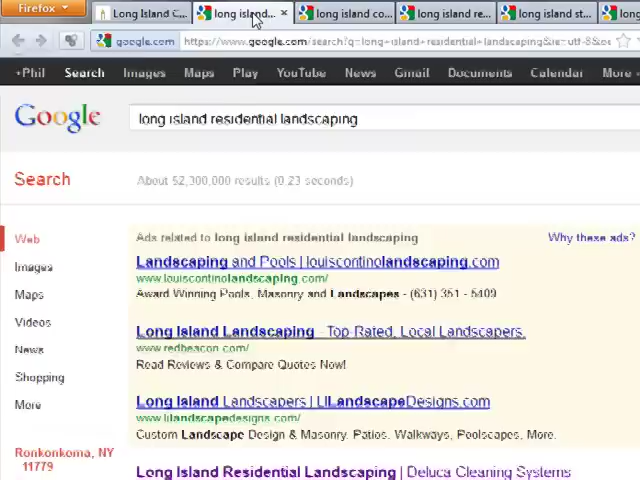 Firefox
Long Island C... long island... × long island co... long island re... long island st... long
google.com https://www.google.com/search?q=long+island+residential+landscaping&ie=utf-8&oe
+Phil Search Images Maps Play YouTube News Gmail Documents Calendar More
Google long island residential landscaping
Search About 52,300,000 results (0.23 seconds)
Web
Images
Maps
Videos
News
Shopping
More
Ronkonkoma, NY
11779
Ads related to long island residential landscaping Why these ads?
Landscaping and Pools | louiscontinolandscaping.com
www.louiscontinolandscaping.com/
Award Winning Pools, Masonry and Landscapes - (631) 351 - 5409
Long Island Landscaping - Top-Rated, Local Landscapers.
www.redbeacon.com/
Read Reviews & Compare Quotes Now!
Long Island Landscapers | LILandscapeDesigns.com
www.lilandscapedesigns.com/
Custom Landscape Design & Masonry. Patios, Walkways, Poolscapes, More.
Long Island Residential Landscaping | Deluca Cleaning Systems